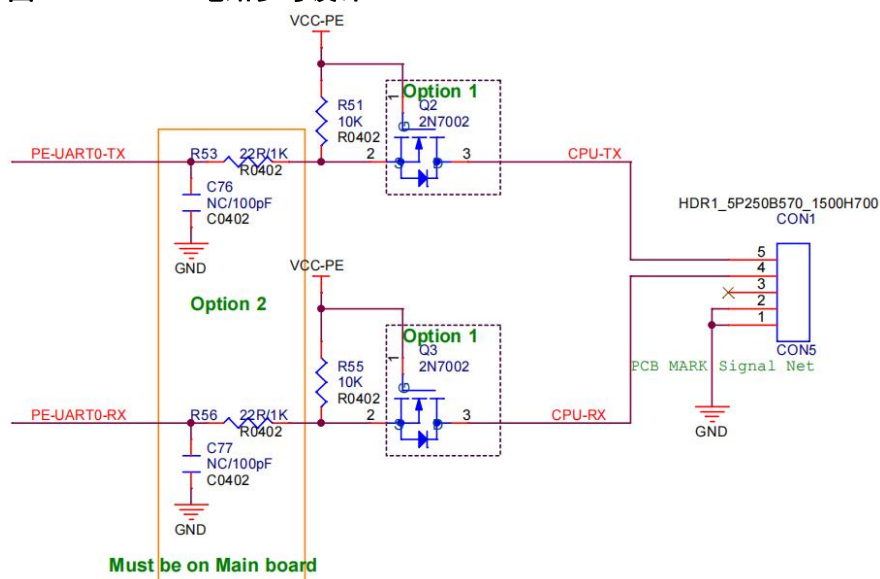 VCC-PE
Option 1
1
G
Q2
2N7002
R51
10K
R0402
PE-UART0-TX
R53
22R/1K
R0402
2
S
D
3
CPU-TX
C76
NC/100pF
C0402
GND
HDR1_5P250B570_1500H700
CON1
5
4
3
2
1
CON5
PCB MARK Signal Net
GND
VCC-PE
Option 2
Option 1
1
G
Q3
2N7002
R55
10K
R0402
PE-UART0-RX
R56
22R/1K
R0402
2
S
D
3
CPU-RX
C77
NC/100pF
C0402
GND
Must be on Main board